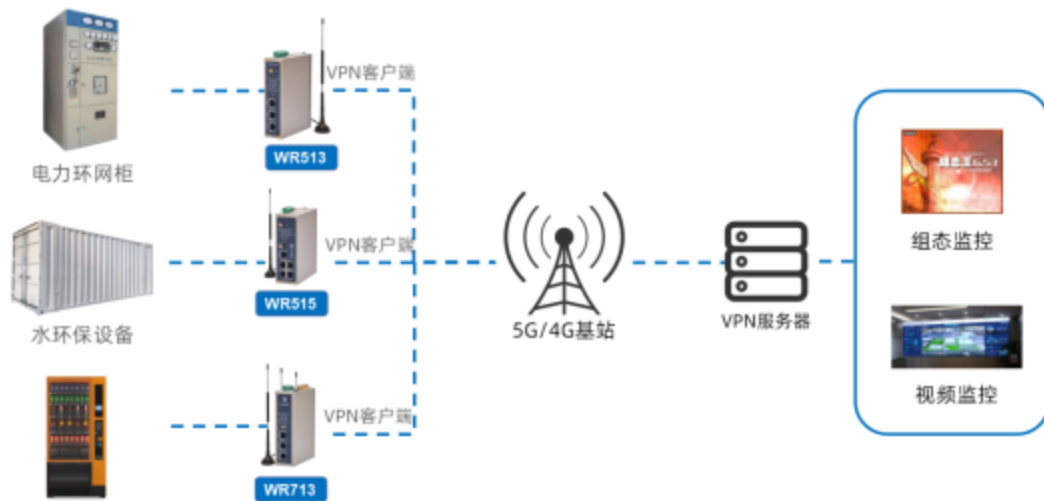 VPN客户端
电力环网柜
WR513
VPN客户端
水环保设备
WR515
5G/4G基站
VPN服务器
组态监控
视频监控
VPN客户端
WR713